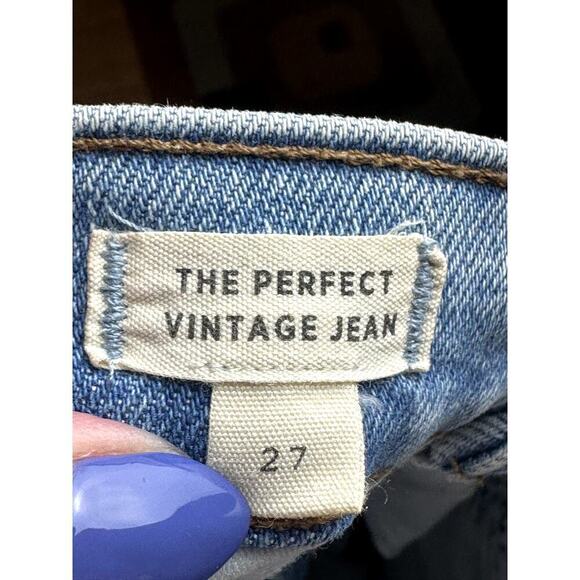 THE PERFECT
VINTAGE JEAN
27